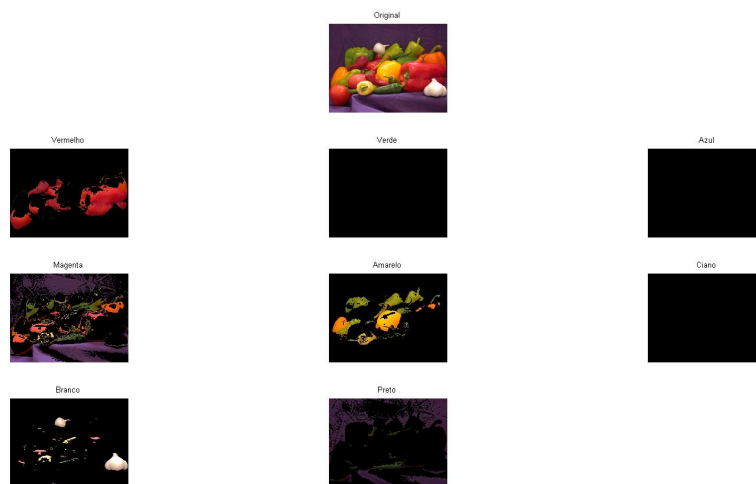 Original
Vermelho
Verde
Azul
Magenta
Amarelo
Ciano
Branco
Preto